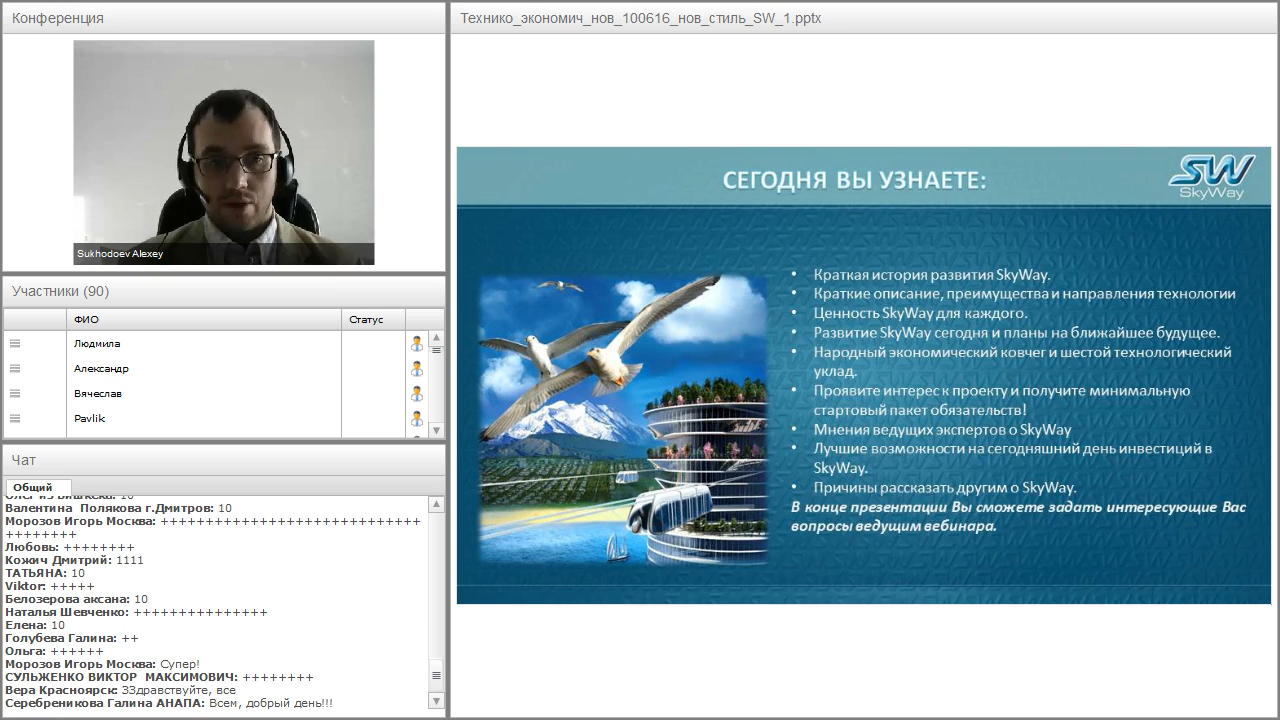 Конференция
Sukhodoev Alexey
Участники (90)
ФИО
Статус
Людмила
Александр
Вячеслав
Pavlik
Чат
Общий
Валентина Полякова г.Дмитров: 10
Морозов Игорь Москва: +++++++++++++++++++++++++++++
++++++++
Любовь: ++++++++
Кожич Дмитрий: 1111
ТАТЬЯНА: 10
Viktor: +++++
Белозерова аксана: 10
Наталья Шевченко: +++++++++++++++
Елена: 10
Голубева Галина: ++
Ольга: ++++++
Морозов Игорь Москва: Супер!
СУЛЬЖЕНКО ВИКТОР МАКСИМОВИЧ: ++++++++
Вера Красноярск: ЗЗдравствуйте, все
Серебреникова Галина АНАПА: Всем, добрый день!!!
Технико_экономич_нов_100616_нов_стиль_SW_1.pptx
СЕГОДНЯ ВЫ УЗНАЕТЕ:
SW
SkyWay
• Краткая история развития SkyWay.
• Краткие описание, преимущества и направления технологии
• Ценность SkyWay для каждого.
• Развитие SkyWay сегодня и планы на ближайшее будущее.
• Народный экономический ковчег и шестой технологический
уклад.
• Проявите интерес к проекту и получите минимальную
стартовый пакет обязательств!
• Мнения ведущих экспертов о SkyWay
• Лучшие возможности на сегодняшний день инвестиций в
SkyWay.
• Причины рассказать другим о SkyWay.
В конце презентации Вы сможете задать интересующие Вас
вопросы ведущим вебинара.